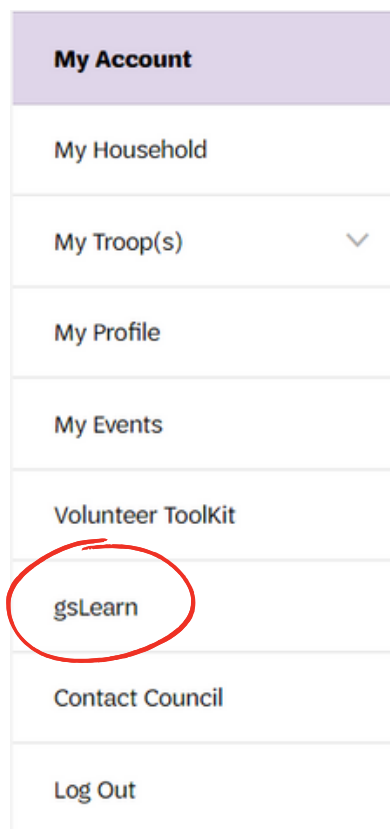 My Account
My Household
My Troop(s)
My Profile
My Events
Volunteer ToolKit
gsLearn
Contact Council
Log Out